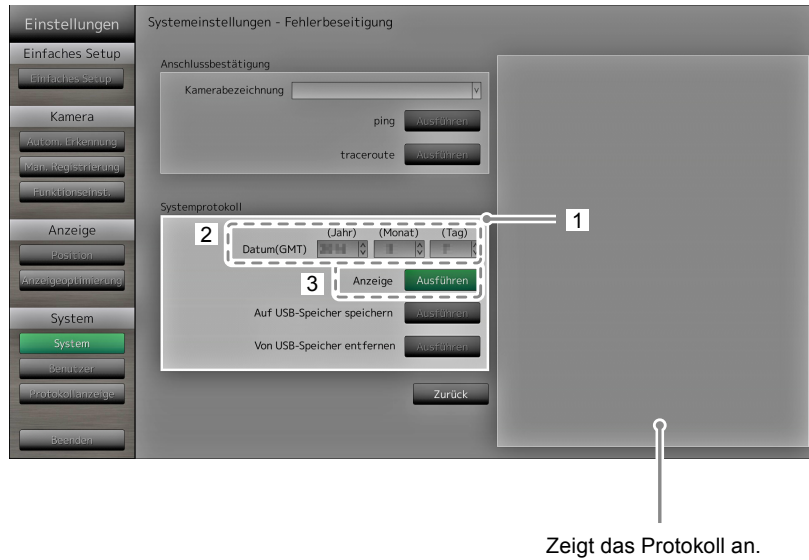 Einstellungen
Einfaches Setup
Einfaches Setup
Kamera
Autom. Erkennung
Man. Registrierung
Funktionseinst.
Anzeige
Position
Anzeigeoptimierung
System
System
Benutzer
Protokollanzeige
Beenden
Systemeinstellungen - Fehlerbeseitigung
Anschlussbestätigung
Kamerabezeichnung
ping Ausführen
traceroute Ausführen
Systemprotokoll
1
2
(Jahr) (Monat) (Tag)
Datum(GMT)
3 Anzeige Ausführen
Auf USB-Speicher speichern Ausführen
Von USB-Speicher entfernen Ausführen
Zurück
Zeigt das Protokoll an.